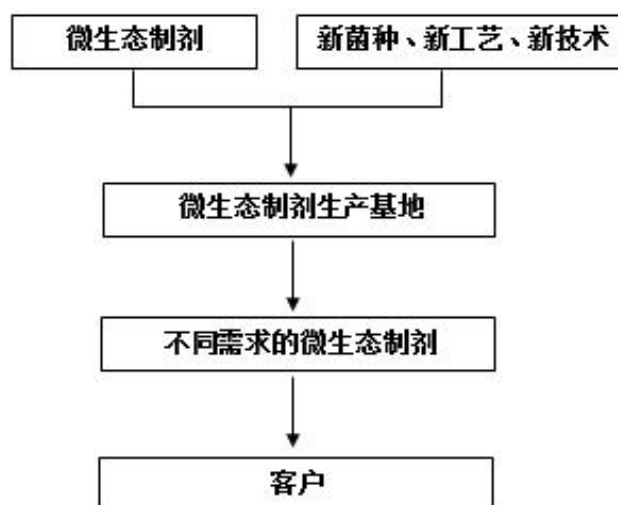 微生态制剂
新菌种、新工艺、新技术
微生态制剂生产基地
不同需求的微生态制剂
客户